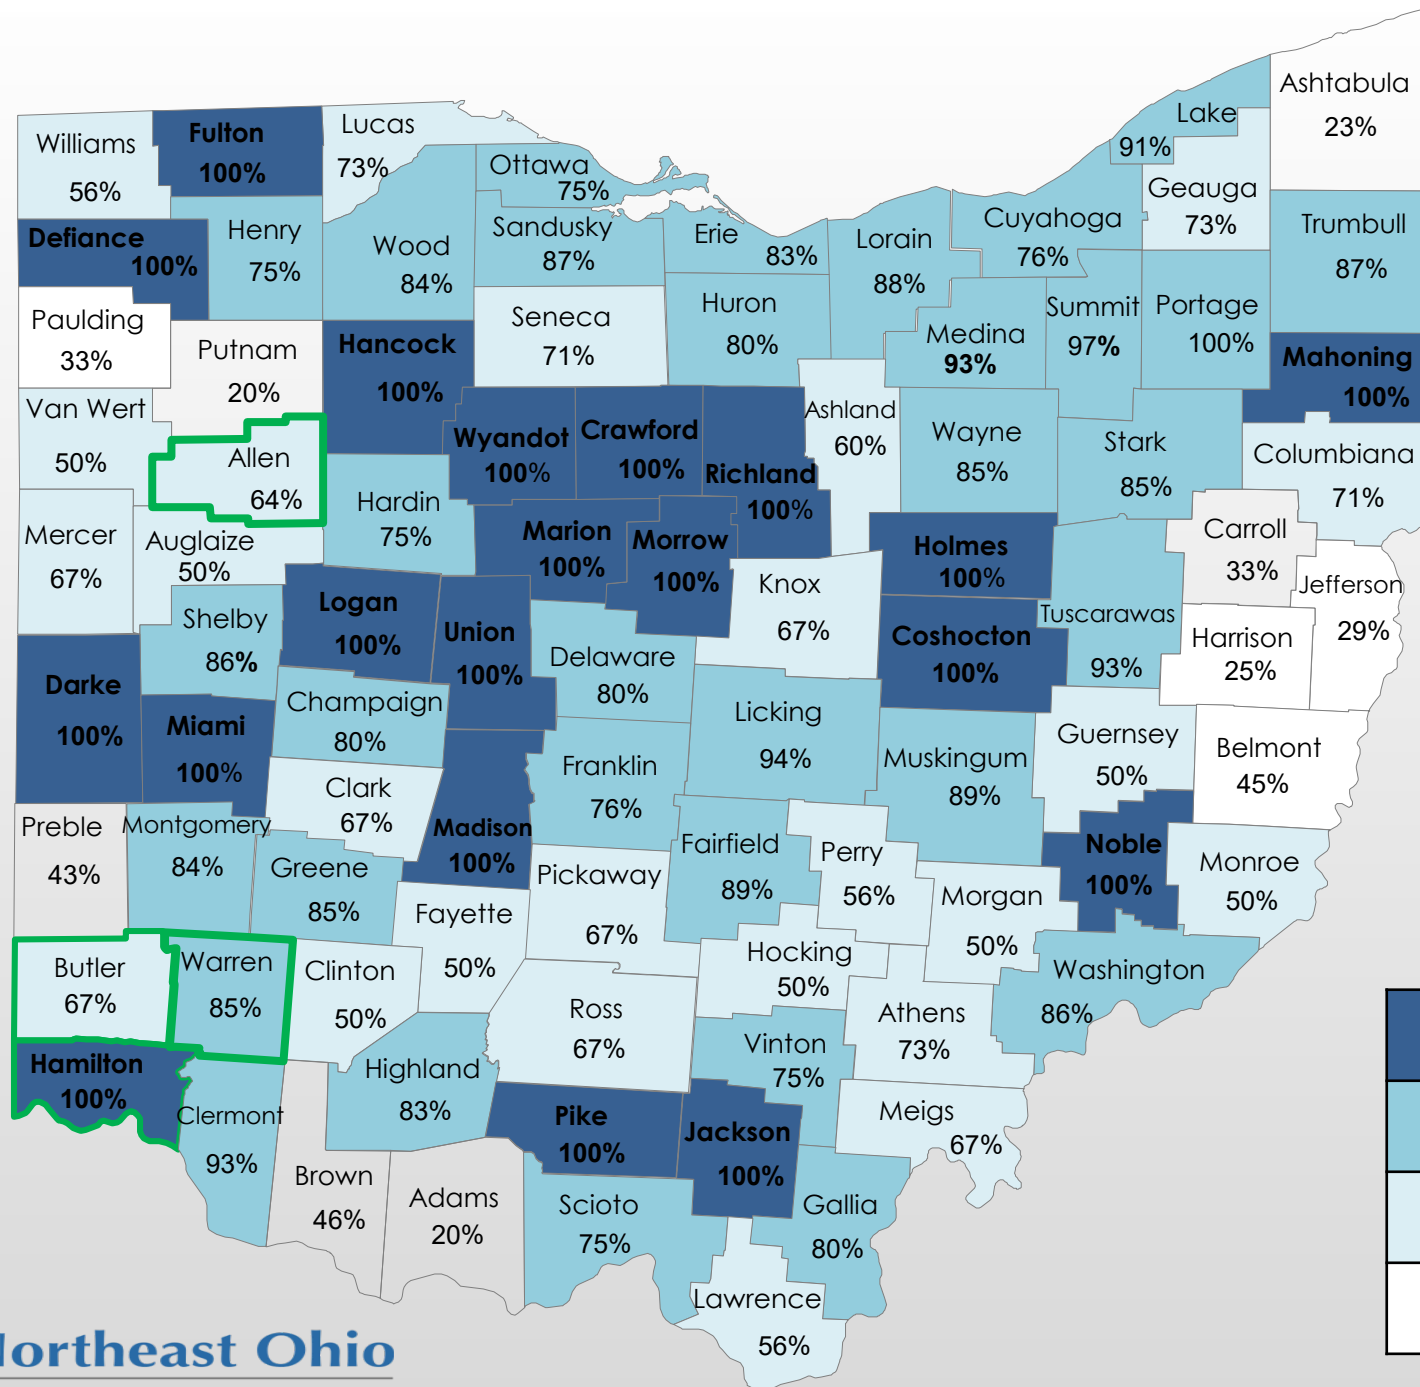 Ashtabula
23%
Lake
91%
Geauga
73%
Williams
56%
Fulton
100%
Lucas
73%
Ottawa
75%
Defiance
100%
Henry
75%
Wood
84%
Sandusky
87%
Erie
83%
Lorain
88%
Cuyahoga
76%
Trumbull
87%
Paulding
33%
Putnam
20%
Hancock
100%
Seneca
71%
Huron
80%
Medina
93%
Summit
97%
Portage
100%
Mahoning
100%
Van Wert
50%
Allen
64%
Hardin
75%
Wyandot
100%
Crawford
100%
Richland
100%
Ashland
60%
Wayne
85%
Stark
85%
Columbiana
71%
Mercer
67%
Auglaize
50%
Marion
100%
Morrow
100%
Knox
67%
Holmes
100%
Carroll
33%
Jefferson
29%
Shelby
86%
Logan
100%
Union
100%
Delaware
80%
Coshocton
100%
Tuscarawas
93%
Harrison
25%
Darke
100%
Miami
100%
Champaign
80%
Licking
94%
Muskingum
89%
Guernsey
50%
Belmont
45%
Clark
67%
Franklin
76%
Preble
43%
Montgomery
84%
Greene
85%
Madison
100%
Pickaway
67%
Fairfield
89%
Perry
56%
Morgan
50%
Noble
100%
Monroe
50%
Butler
67%
Warren
85%
Clinton
50%
Fayette
50%
Hocking
50%
Athens
73%
Washington
86%
Ross
67%
Vinton
75%
Hamilton
100%
Clermont
93%
Highland
83%
Pike
100%
Jackson
100%
Meigs
67%
Brown
46%
Adams
20%
Scioto
75%
Gallia
80%
Lawrence
56%
Northeast Ohio